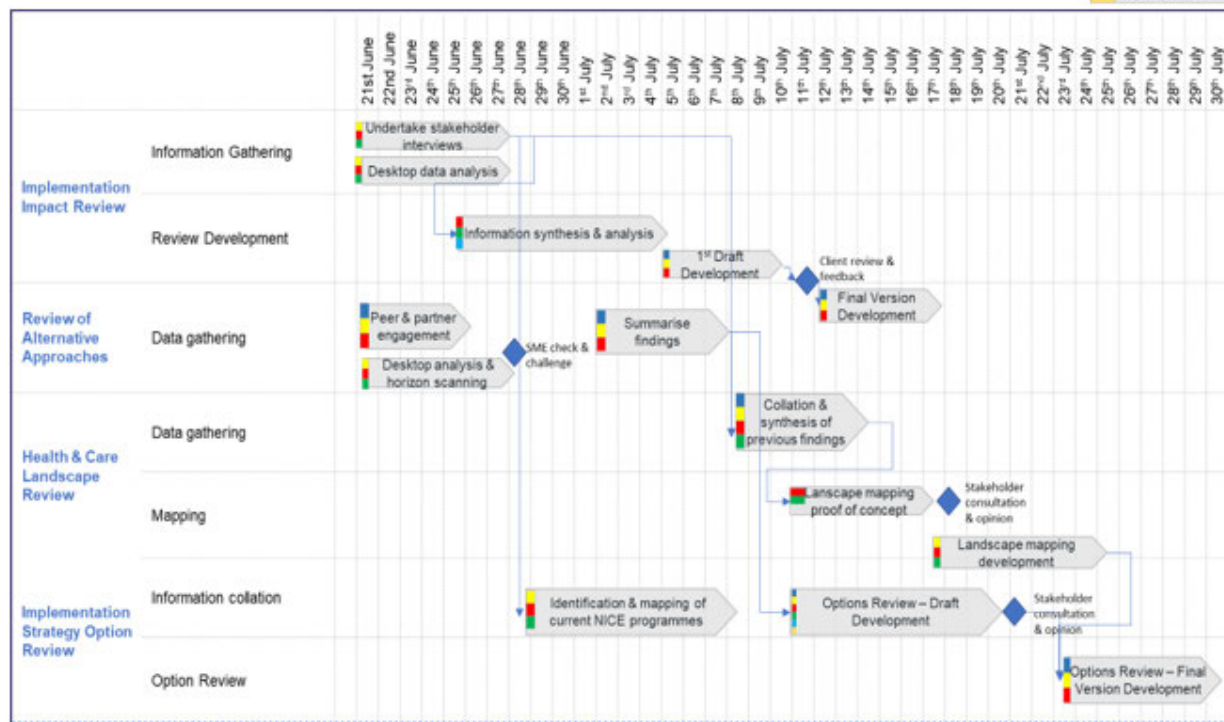 21st June
22nd June
23rd June
24th June
25th June
26th June
27th June
28th June
29th June
30th June
1st July
2nd July
3rd July
4th July
5th July
6th July
7th July
8th July
9th July
10th July
11th July
12th July
13th July
14th July
15th July
16th July
17th July
18th July
19th July
20th July
21st July
22nd July
23rd July
24th July
25th July
26th July
27th July
28th July
29th July
30th July
Implementation
Impact Review
Information Gathering
Undertake stakeholder
interviews
Desktop data analysis
Review Development
Information synthesis & analysis
1st Draft
Development
Client review &
feedback
Final Version
Development
Review of
Alternative
Approaches
Data gathering
Peer & partner
engagement
Desktop analysis &
horizon scanning
SME check &
challenge
Summarise
findings
Health & Care
Landscape
Review
Data gathering
Collation &
synthesis of
previous findings
Mapping
Lanscape mapping
proof of concept
Stakeholder
consultation
& opinion
Landscape mapping
development
Implementation
Strategy Option
Review
Information collation
Identification & mapping of
current NICE programmes
Options Review – Draft
Development
Stakeholder
consultation
& opinion
Option Review
Options Review – Final
Version Development